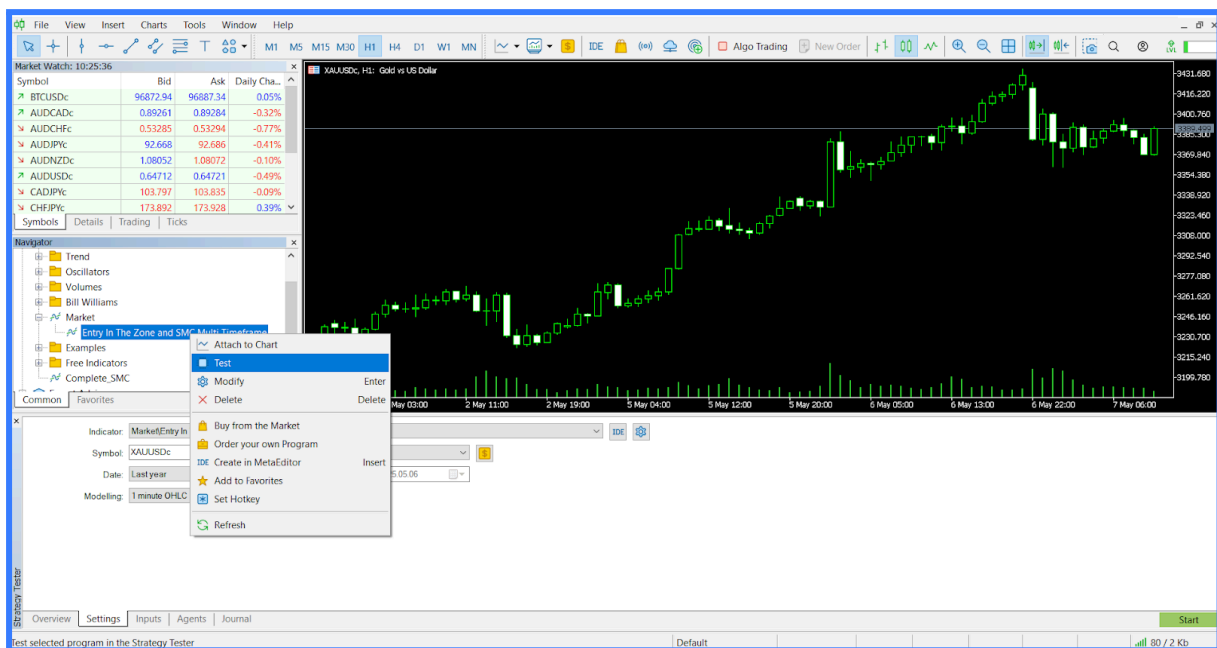 File View Insert Charts Tools Window Help
M1 M5 M15 M30 H1 H4 D1 W1 MN IDE Algo Trading New Order LVL
Market Watch: 10:25:36
Symbol Bid Ask Daily Cha...
BTCUSDc 96872.94 96887.34 0.05%
AUDCADc 0.89261 0.89284 -0.32%
AUDCHFc 0.53285 0.53294 -0.77%
AUDJPYc 92.668 92.686 -0.41%
AUDNZDc 1.08052 1.08072 -0.10%
AUDUSDc 0.64712 0.64721 -0.49%
CADJPYc 103.797 103.835 -0.09%
CHFJPYc 173.892 173.928 0.39%
Symbols Details Trading Ticks
Navigator
Trend
Oscillators
Volumes
Bill Williams
Market
Entry In The Zone and SMC Multi Timeframe
Examples
Free Indicators
Complete_SMC
Common Favorites
XAUUSDc, H1: Gold vs US Dollar
3431.680
3416.220
3400.760
3385.300
3369.840
3354.380
3338.920
3323.460
3308.000
3292.540
3277.080
3261.620
3246.160
3230.700
3215.240
3199.780
May 03:00 2 May 11:00 2 May 19:00 5 May 04:00 5 May 12:00 5 May 20:00 6 May 05:00 6 May 13:00 6 May 22:00 7 May 06:00
Attach to Chart
Test
Modify Enter
Delete Delete
Buy from the Market
Order your own Program
IDE Create in MetaEditor Insert
Add to Favorites
Set Hotkey
Refresh
Indicator: Market\Entry In IDE
Symbol: XAUUSDc
Date: Last year 5.05.06
Modelling: 1 minute OHLC
Strategy Tester
Overview Settings Inputs Agents Journal Start
Test selected program in the Strategy Tester Default 80 / 2 Kb